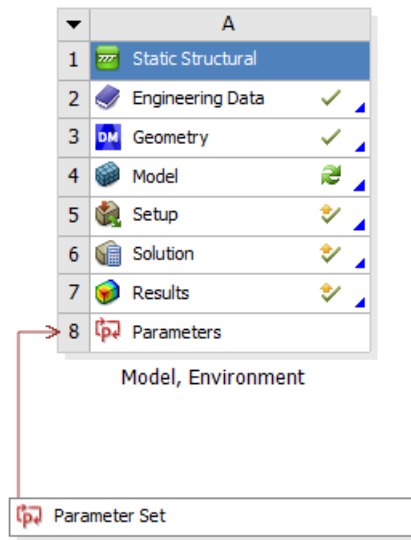 A
1 Static Structural
2 Engineering Data
3 DM Geometry
4 Model
5 Setup
6 Solution
7 Results
8 Parameters
Model, Environment
Parameter Set